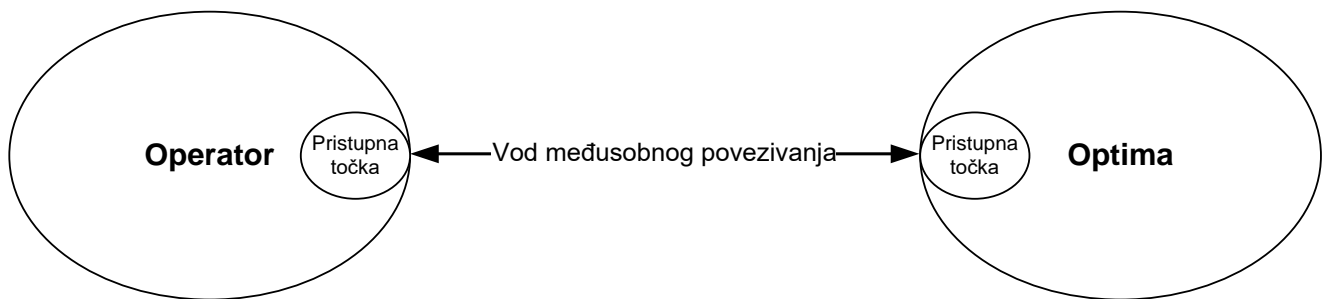 Operator
Pristupna
točka
Vod međusobnog povezivanja
Pristupna
točka
Optima